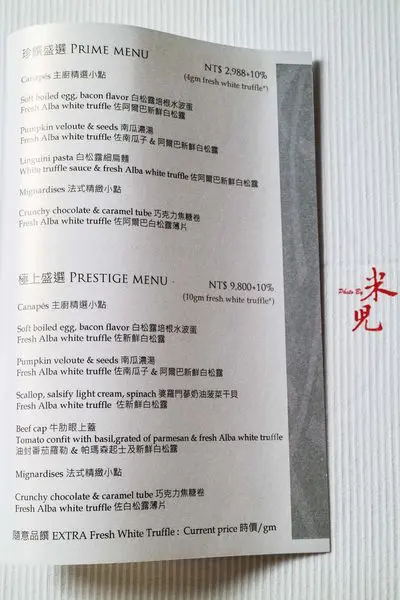 珍饌盛選 PRIME MENU
NT$ 2,988+10%
Canapés 主廚精選小點
(4gm fresh white truffle*)
Soft boiled egg, bacon flavor 白松露培根水波蛋
Fresh Alba white truffle 佐阿爾巴新鮮白松露
Pumpkin veloute & seeds 南瓜濃湯
Fresh Alba white truffle 佐南瓜子 & 阿爾巴新鮮白松露
Linguini pasta 白松露細扁麵
White truffle sauce & fresh Alba white truffle 佐阿爾巴新鮮白松露
Mignardises 法式精緻小點
Crunchy chocolate & caramel tube 巧克力焦糖卷
Fresh Alba white truffle 佐阿爾巴白松露薄片
極上盛選 PRESTIGE MENU
NT$ 9,800+10%
Canapés 主廚精選小點
(10gm fresh white truffle*)
Soft boiled egg, bacon flavor 白松露培根水波蛋
Fresh Alba white truffle 佐新鮮白松露
Pumpkin veloute & seeds 南瓜濃湯
Fresh Alba white truffle 佐南瓜子 & 阿爾巴新鮮白松露
Scallop, salsify light cream, spinach 婆羅門蔘奶油菠菜干貝
Fresh Alba white truffle 佐新鮮白松露
Beef cap 牛肋眼上蓋
Tomato confit with basil,grated of parmesan & fresh Alba white truffle
油封番茄羅勒 & 帕瑪森起士及新鮮白松露
Mignardises 法式精緻小點
Crunchy chocolate & caramel tube 巧克力焦糖卷
Fresh Alba white truffle 佐白松露薄片
隨意品饌 EXTRA Fresh White Truffle : Current price 時價/gm
Photo By 米兒